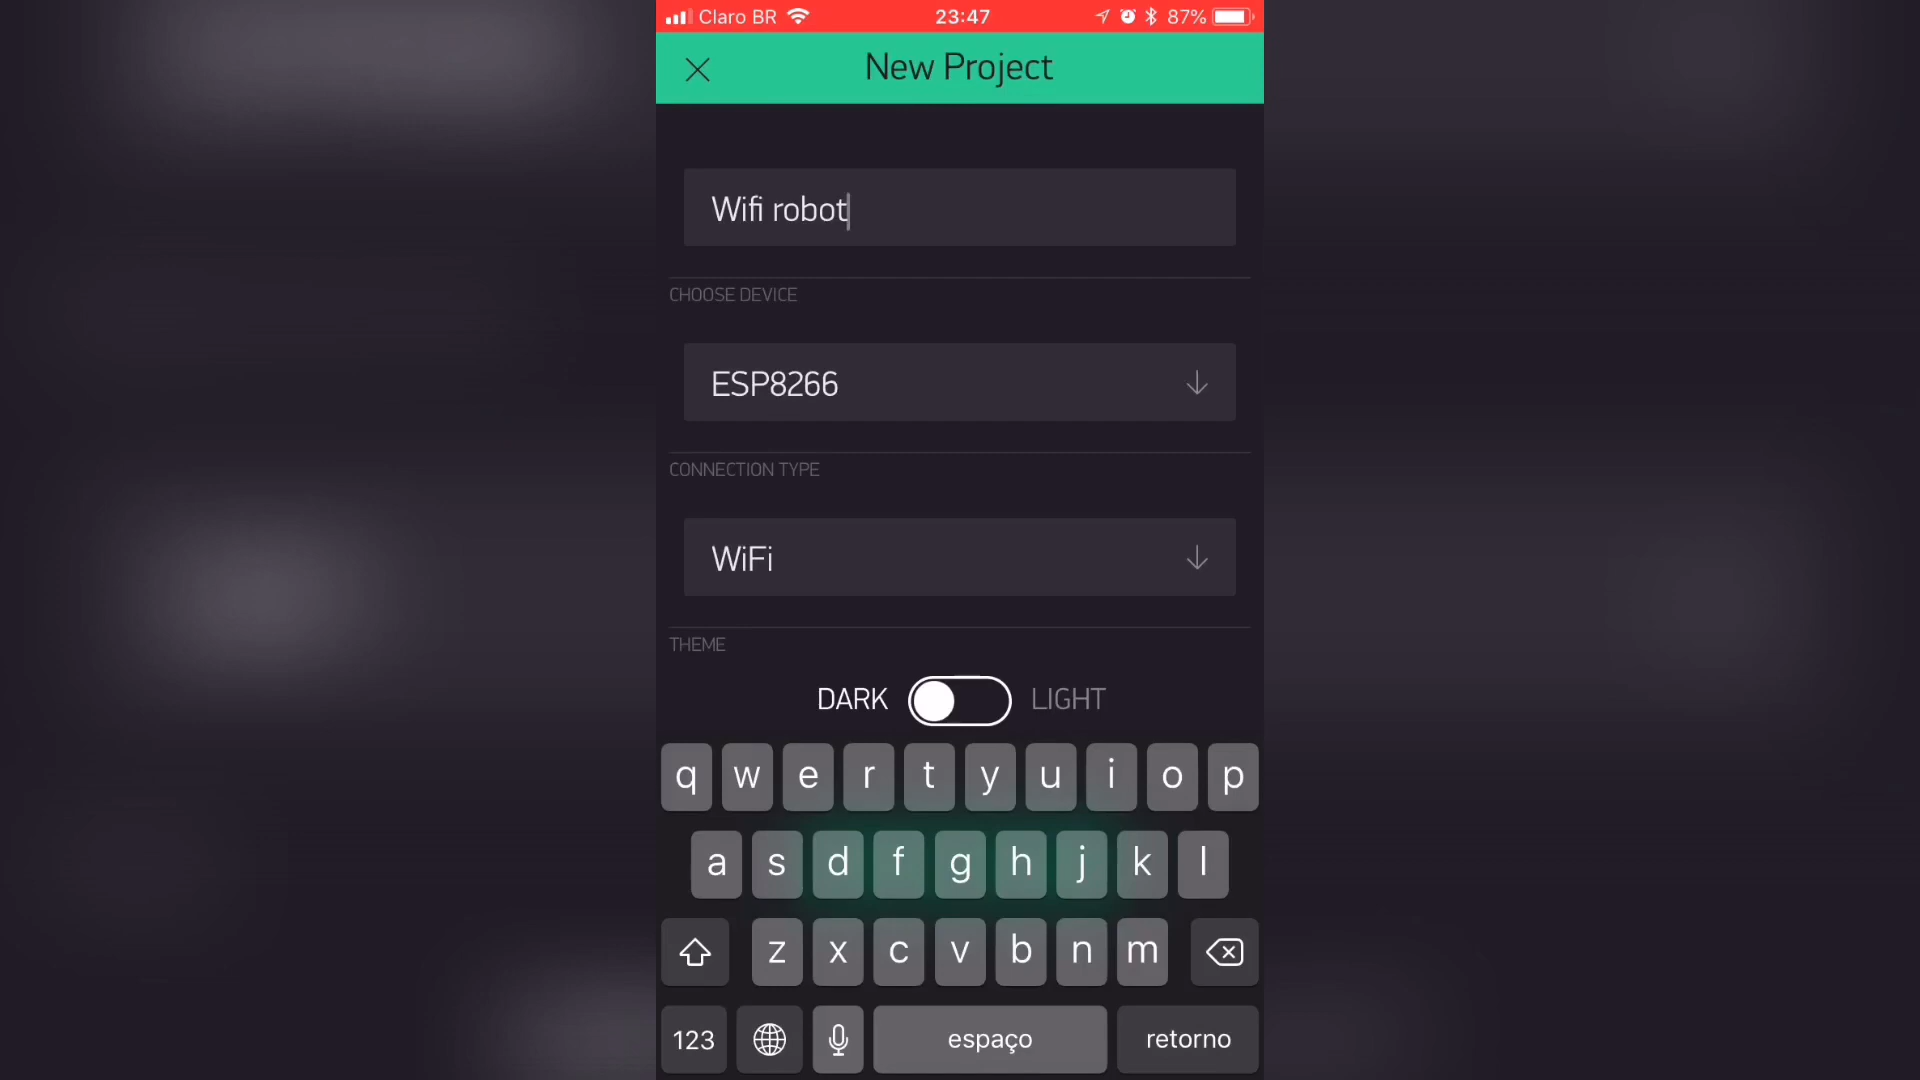 Claro BR 23:47 87%
New Project
Wifi robot
CHOOSE DEVICE
ESP8266
CONNECTION TYPE
WiFi
THEME
DARK LIGHT
q w e r t y u i o p
a s d f g h j k l
z x c v b n m
123 espaço retorno